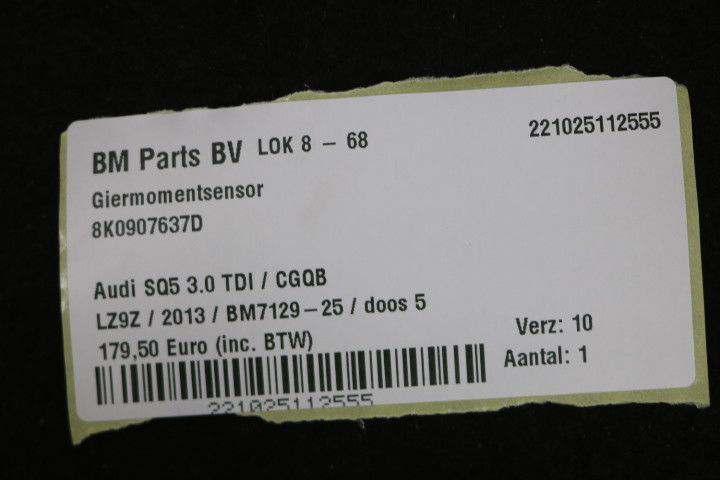 BM Parts BV LOK 8 – 68
221025112555
Giermomentsensor
8K0907637D
Audi SQ5 3.0 TDI / CGQB
LZ9Z / 2013 / BM7129–25 / doos 5
179,50 Euro (inc. BTW)
Verz: 10
Aantal: 1
221025112555